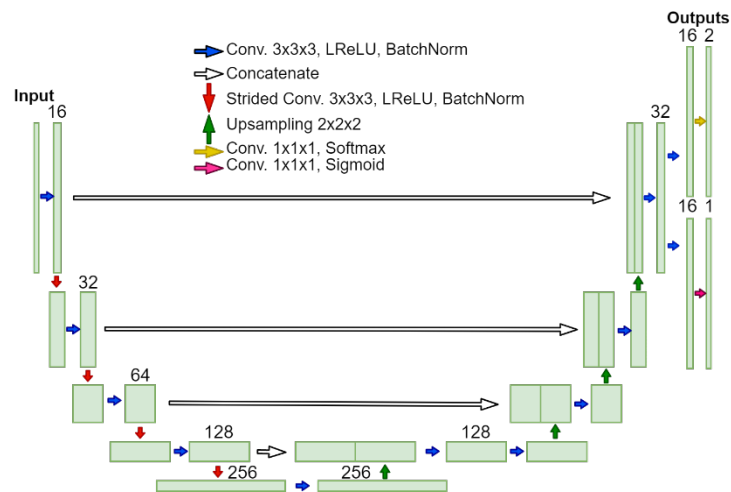 Outputs
16 2
Conv. 3x3x3, LReLU, BatchNorm
Concatenate
Input
Strided Conv. 3x3x3, LReLU, BatchNorm
16
32
Upsampling 2x2x2
Conv. 1x1x1, Softmax
Conv. 1x1x1, Sigmoid
16 1
32
64
128
128
256
256